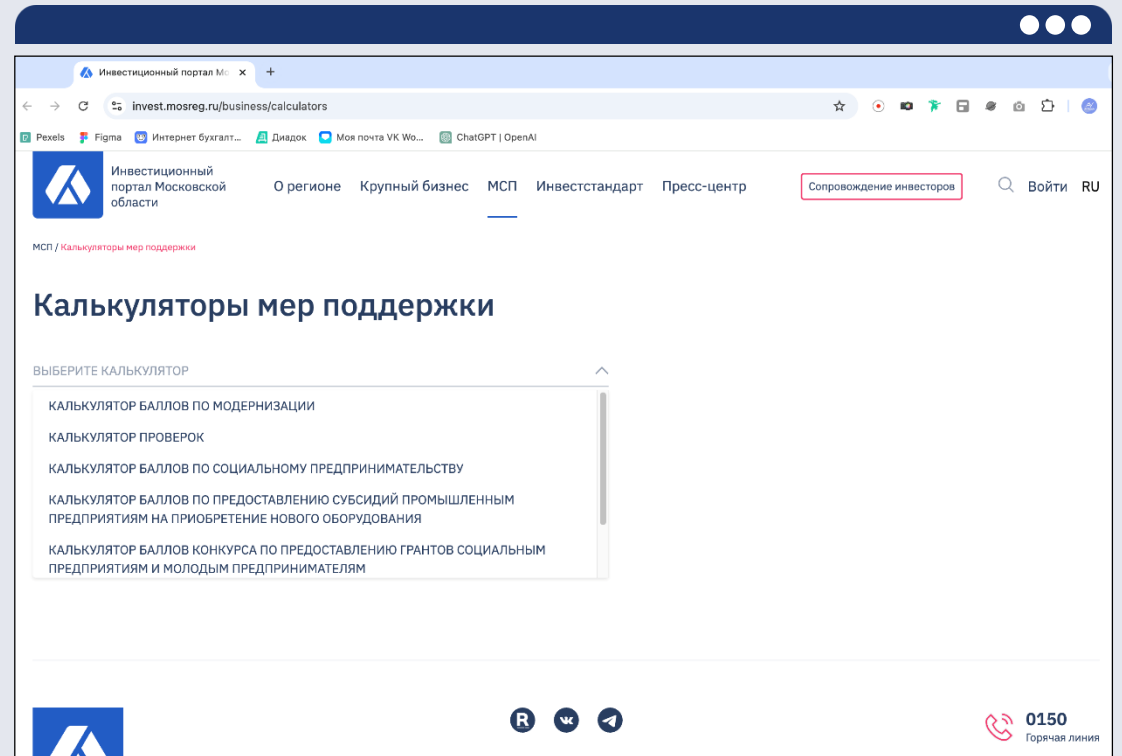 Инвестиционный портал Мо
invest.mosreg.ru/business/calculators
Pexels Figma Интернет бухгалт... Диадок Моя почта VK Wo... ChatGPT | OpenAI
Инвестиционный
портал Московской
области
О регионе Крупный бизнес МСП Инвестстандарт Пресс-центр
Сопровождение инвесторов
Войти RU
МСП / Калькуляторы мер поддержки
Калькуляторы мер поддержки
ВЫБЕРИТЕ КАЛЬКУЛЯТОР
КАЛЬКУЛЯТОР БАЛЛОВ ПО МОДЕРНИЗАЦИИ
КАЛЬКУЛЯТОР ПРОВЕРОК
КАЛЬКУЛЯТОР БАЛЛОВ ПО СОЦИАЛЬНОМУ ПРЕДПРИНИМАТЕЛЬСТВУ
КАЛЬКУЛЯТОР БАЛЛОВ ПО ПРЕДОСТАВЛЕНИЮ СУБСИДИЙ ПРОМЫШЛЕННЫМ
ПРЕДПРИЯТИЯМ НА ПРИОБРЕТЕНИЕ НОВОГО ОБОРУДОВАНИЯ
КАЛЬКУЛЯТОР БАЛЛОВ КОНКУРСА ПО ПРЕДОСТАВЛЕНИЮ ГРАНТОВ СОЦИАЛЬНЫМ
ПРЕДПРИЯТИЯМ И МОЛОДЫМ ПРЕДПРИНИМАТЕЛЯМ
0150
Горячая линия